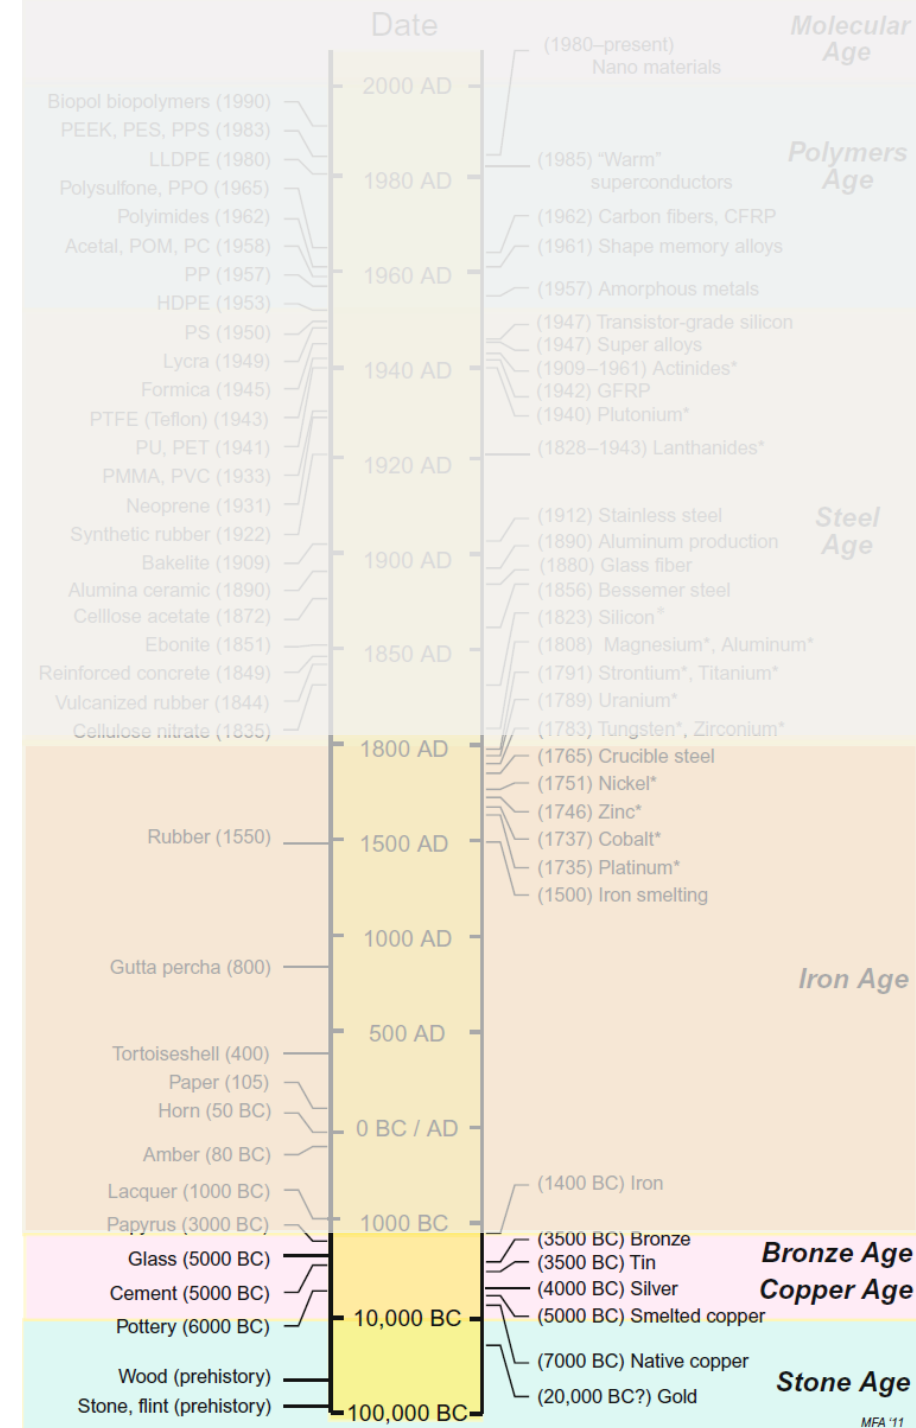 Date
Molecular
Age
(1980–present)
Nano materials
2000 AD
Biopol biopolymers (1990)
PEEK, PES, PPS (1983)
LLDPE (1980)
(1985) “Warm”
superconductors
Polymers
Age
1980 AD
Polysulfone, PPO (1965)
Polyimides (1962)
(1962) Carbon fibers, CFRP
Acetal, POM, PC (1958)
(1961) Shape memory alloys
PP (1957)
1960 AD
(1957) Amorphous metals
HDPE (1953)
PS (1950)
(1947) Transistor-grade silicon
(1947) Super alloys
Lycra (1949)
1940 AD
(1909–1961) Actinides*
Formica (1945)
(1942) GFRP
PTFE (Teflon) (1943)
(1940) Plutonium*
PU, PET (1941)
(1828–1943) Lanthanides*
1920 AD
PMMA, PVC (1933)
Neoprene (1931)
(1912) Stainless steel
Steel
Age
Synthetic rubber (1922)
(1890) Aluminum production
Bakelite (1909)
1900 AD
(1880) Glass fiber
Alumina ceramic (1890)
(1856) Bessemer steel
Celllose acetate (1872)
(1823) Silicon*
Ebonite (1851)
1850 AD
(1808) Magnesium*, Aluminum*
Reinforced concrete (1849)
(1791) Strontium*, Titanium*
Vulcanized rubber (1844)
(1789) Uranium*
Cellulose nitrate (1835)
(1783) Tungsten*, Zirconium*
1800 AD
(1765) Crucible steel
(1751) Nickel*
(1746) Zinc*
Rubber (1550)
1500 AD
(1737) Cobalt*
(1735) Platinum*
(1500) Iron smelting
1000 AD
Gutta percha (800)
Iron Age
500 AD
Tortoiseshell (400)
Paper (105)
Horn (50 BC)
0 BC / AD
Amber (80 BC)
Lacquer (1000 BC)
(1400 BC) Iron
Papyrus (3000 BC)
1000 BC
(3500 BC) Bronze
Glass (5000 BC)
(3500 BC) Tin
Bronze Age
Cement (5000 BC)
(4000 BC) Silver
Copper Age
Pottery (6000 BC)
10,000 BC
(5000 BC) Smelted copper
(7000 BC) Native copper
Wood (prehistory)
Stone Age
(20,000 BC?) Gold
Stone, flint (prehistory)
100,000 BC
MFA ‘11